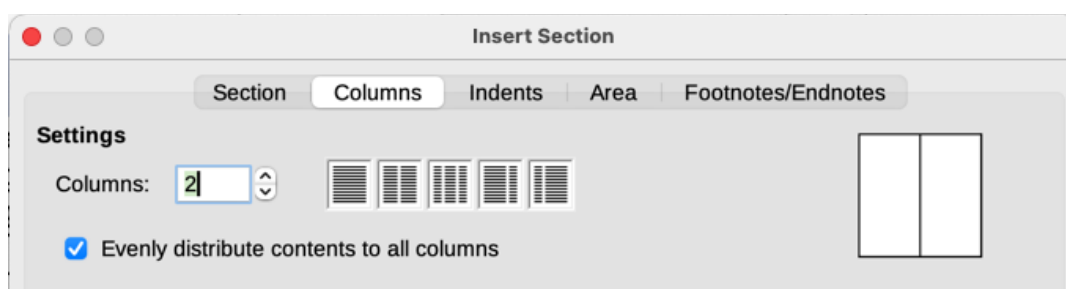 Insert Section
Section Columns Indents Area Footnotes/Endnotes
Settings
Columns: 2
Evenly distribute contents to all columns